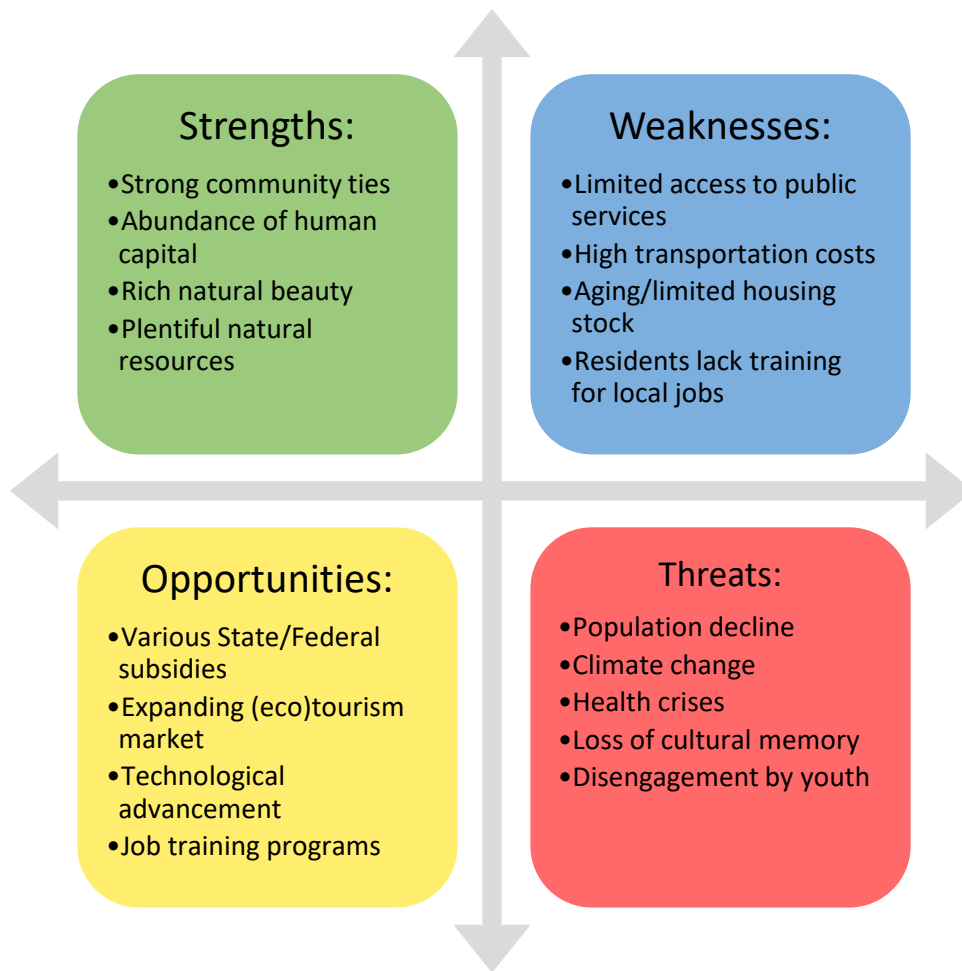 Strengths:
•Strong community ties
•Abundance of human
capital
•Rich natural beauty
•Plentiful natural
resources
Weaknesses:
•Limited access to public
services
•High transportation costs
•Aging/limited housing
stock
•Residents lack training
for local jobs
Opportunities:
•Various State/Federal
subsidies
•Expanding (eco)tourism
market
•Technological
advancement
•Job training programs
Threats:
•Population decline
•Climate change
•Health crises
•Loss of cultural memory
•Disengagement by youth